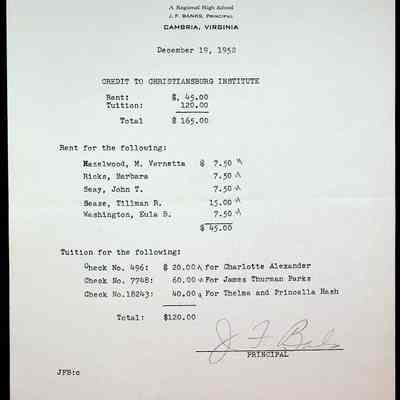 A Regional High School
J. F. BANKS, PRINCIPAL
CAMBRIA, VIRGINIA
December 19, 1952
CREDIT TO CHRISTIANSBURG INSTITUTE
Rent: $ 45.00
Tuition: 120.00
Total $ 165.00
Rent for the following:
Hazelwood, M. Vernetta $ 7.50
Ricks, Barbara 7.50
Seay, John T. 7.50
Sease, Tillman R. 15.00
Washington, Eula B. 7.50
$ 45.00
Tuition for the following:
Check No. 496: $ 20.00 for Charlotte Alexander
Check No. 7748: 60.00 For James Thurman Parks
Check No.18243: 40.00 For Thelma and Princella Nash
Total: $120.00
J F Banks
PRINCIPAL
JFB:c